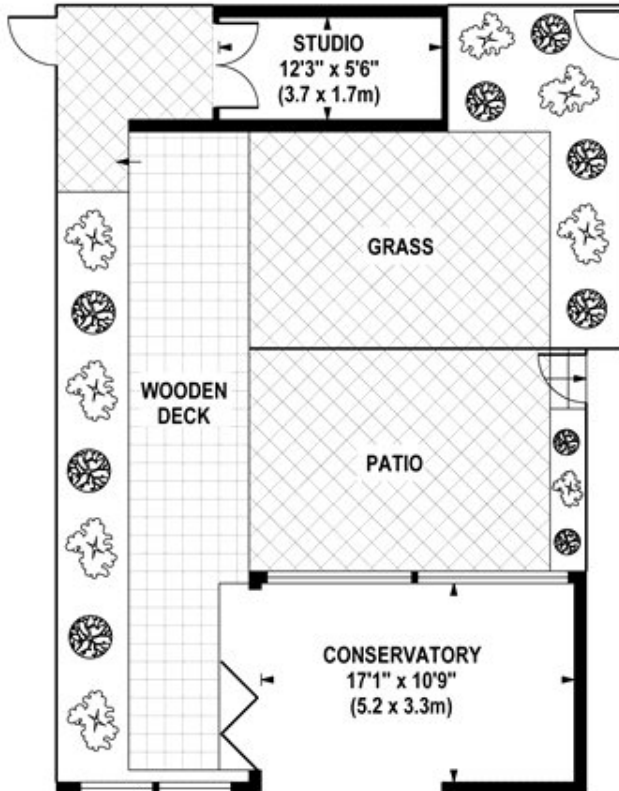 STUDIO
12'3" x 5'6"
(3.7 x 1.7m)
GRASS
WOODEN
DECK
PATIO
CONSERVATORY
17'1" x 10'9"
(5.2 x 3.3m)